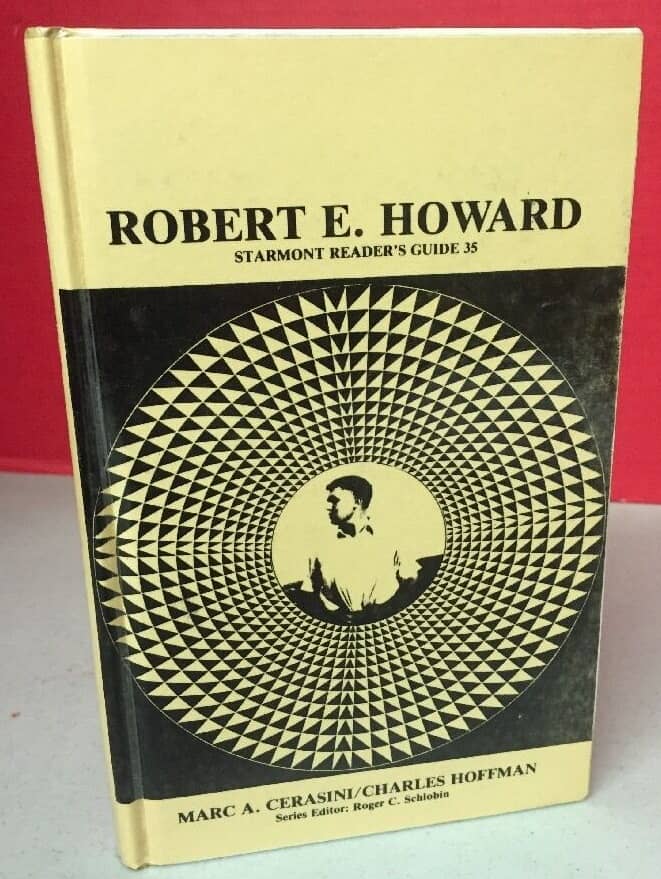 ROBERT E. HOWARD
STARMONT READER'S GUIDE 35
MARC A. CERASINI/CHARLES HOFFMAN
Series Editor: Roger C. Schlobin